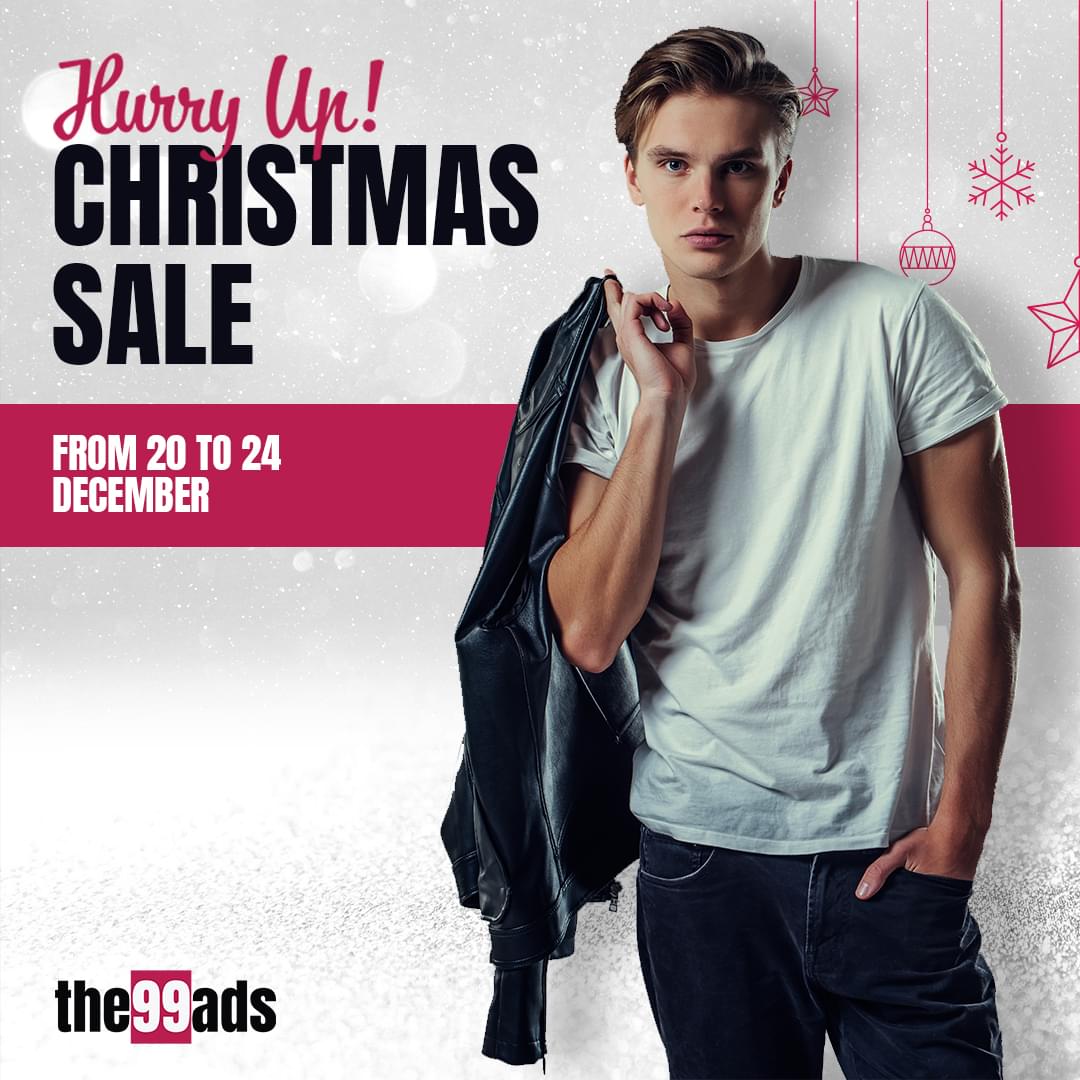 Hurry Up!
CHRISTMAS
SALE
FROM 20 TO 24
DECEMBER
the99ads